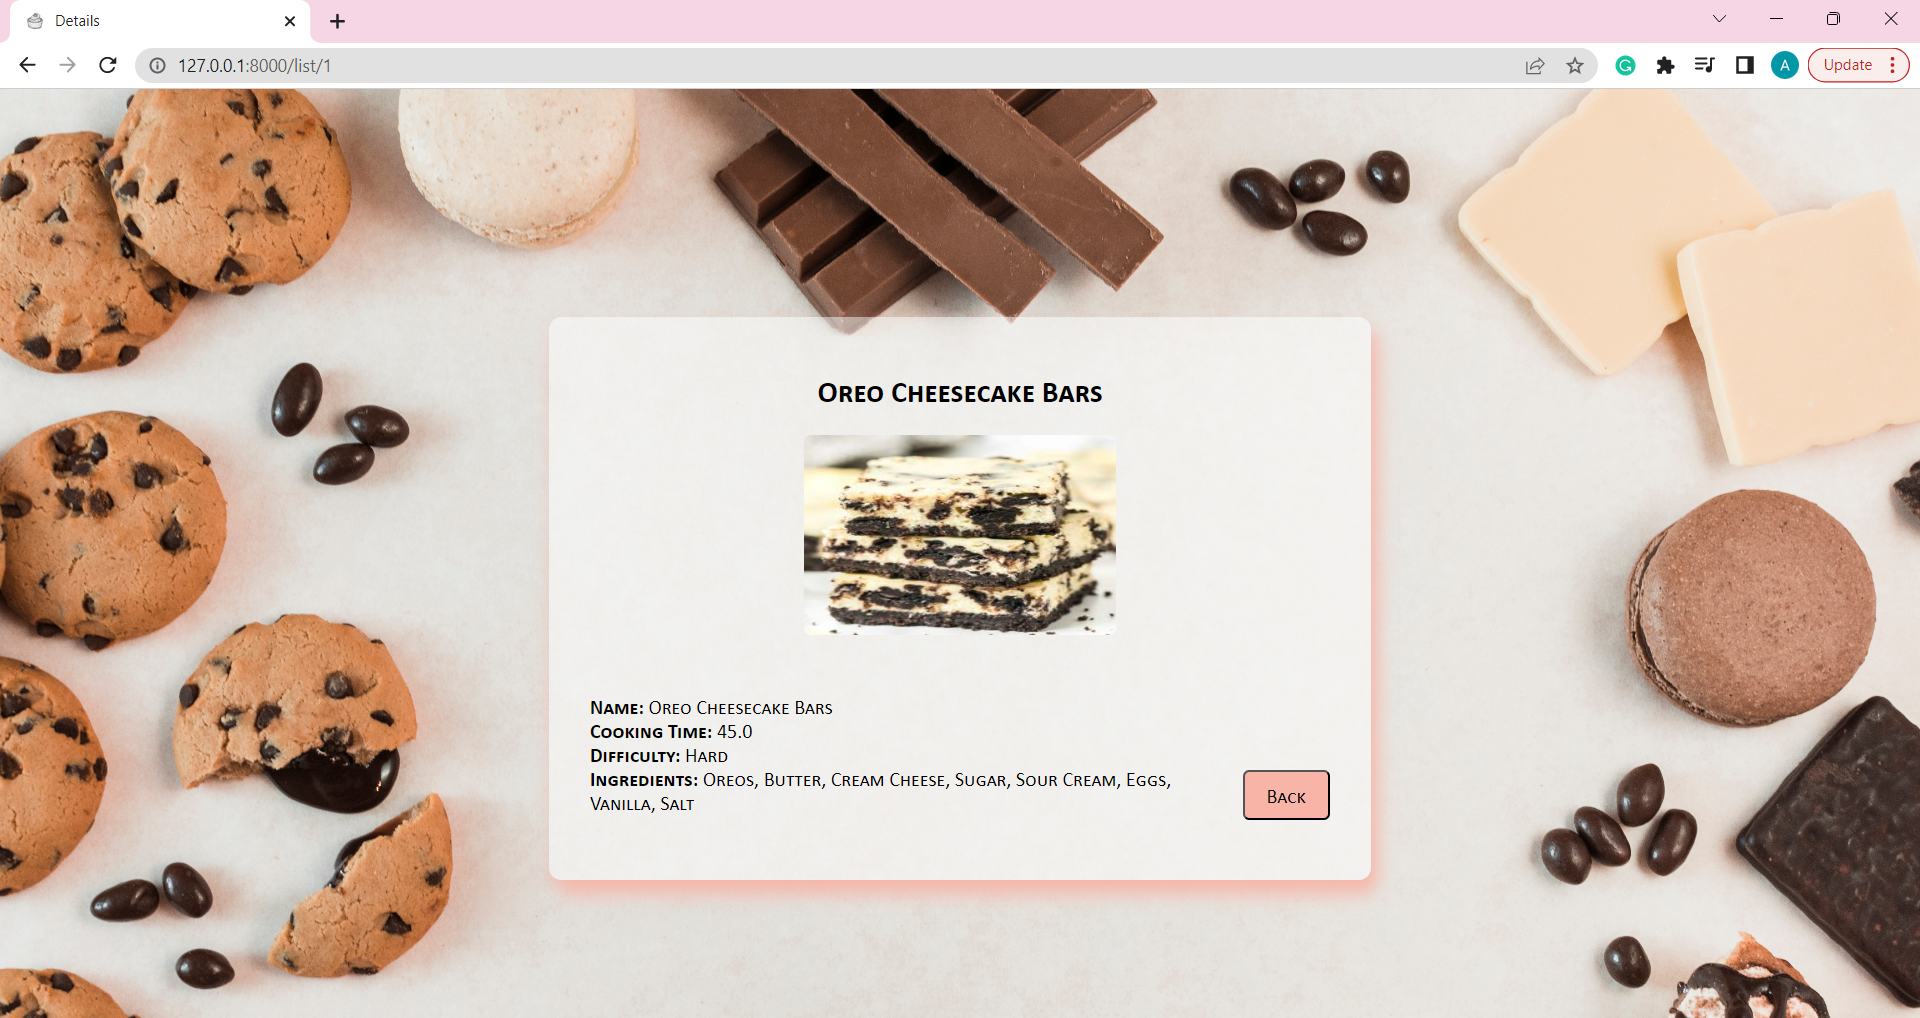 Details
127.0.0.1:8000/list/1
A
Update
Oreo Cheesecake Bars
Name: Oreo Cheesecake Bars
Cooking Time: 45.0
Difficulty: Hard
Ingredients: Oreos, Butter, Cream Cheese, Sugar, Sour Cream, Eggs,
Vanilla, Salt
Back